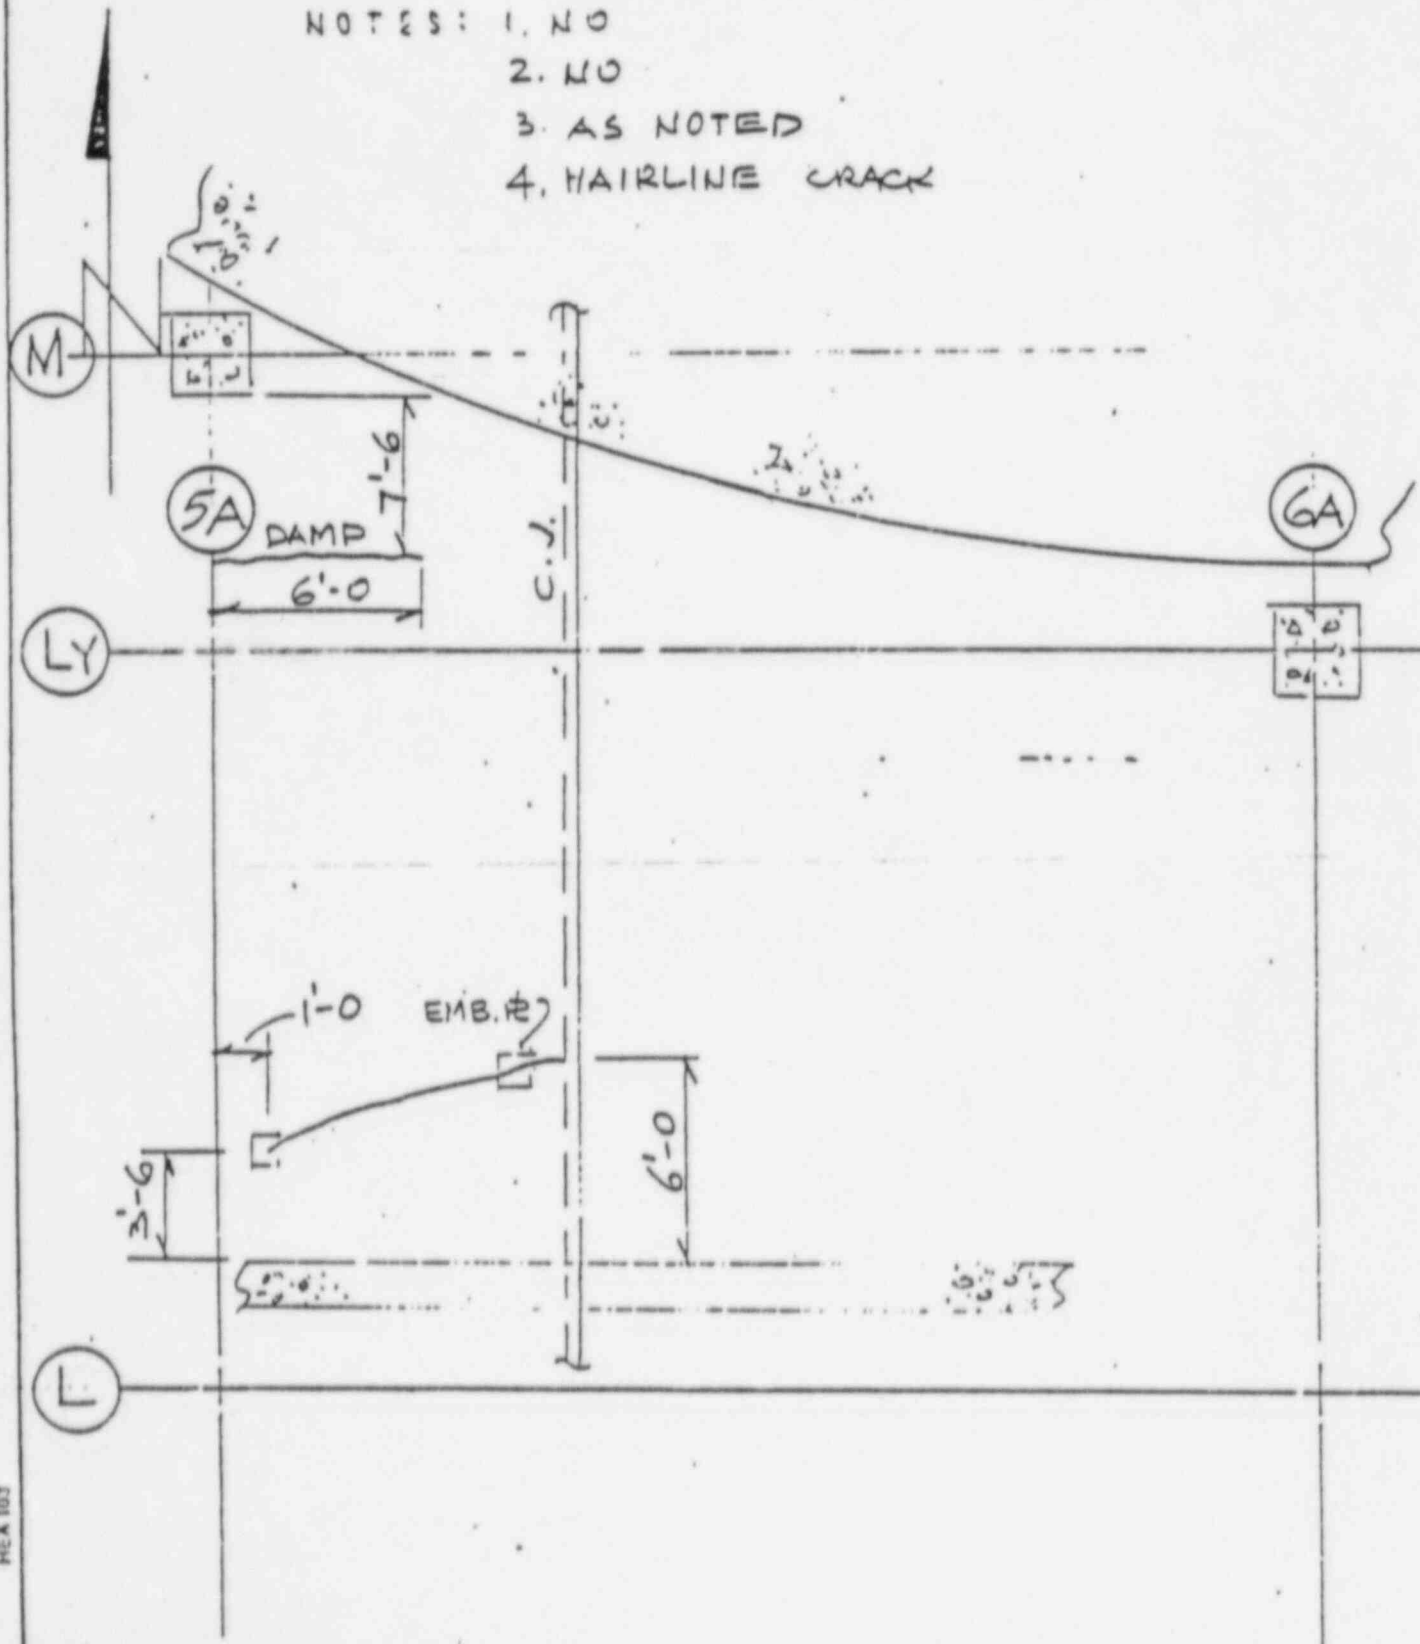 NOTES: 1. NO
2. NO
3. AS NOTED
4. HAIRLINE CRACK
M
7'-6
5A
DAMP
6'-0
C.J.
6A
LY
1'-0
EMB. PL
3'-6
6'-0
L